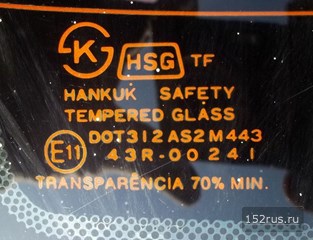 K HSG TF
HANKUK SAFETY
TEMPERED GLASS
DOT312AS2M443
E11 43R-00241
TRANSPARÊNCIA 70% MIN.
152rus.ru